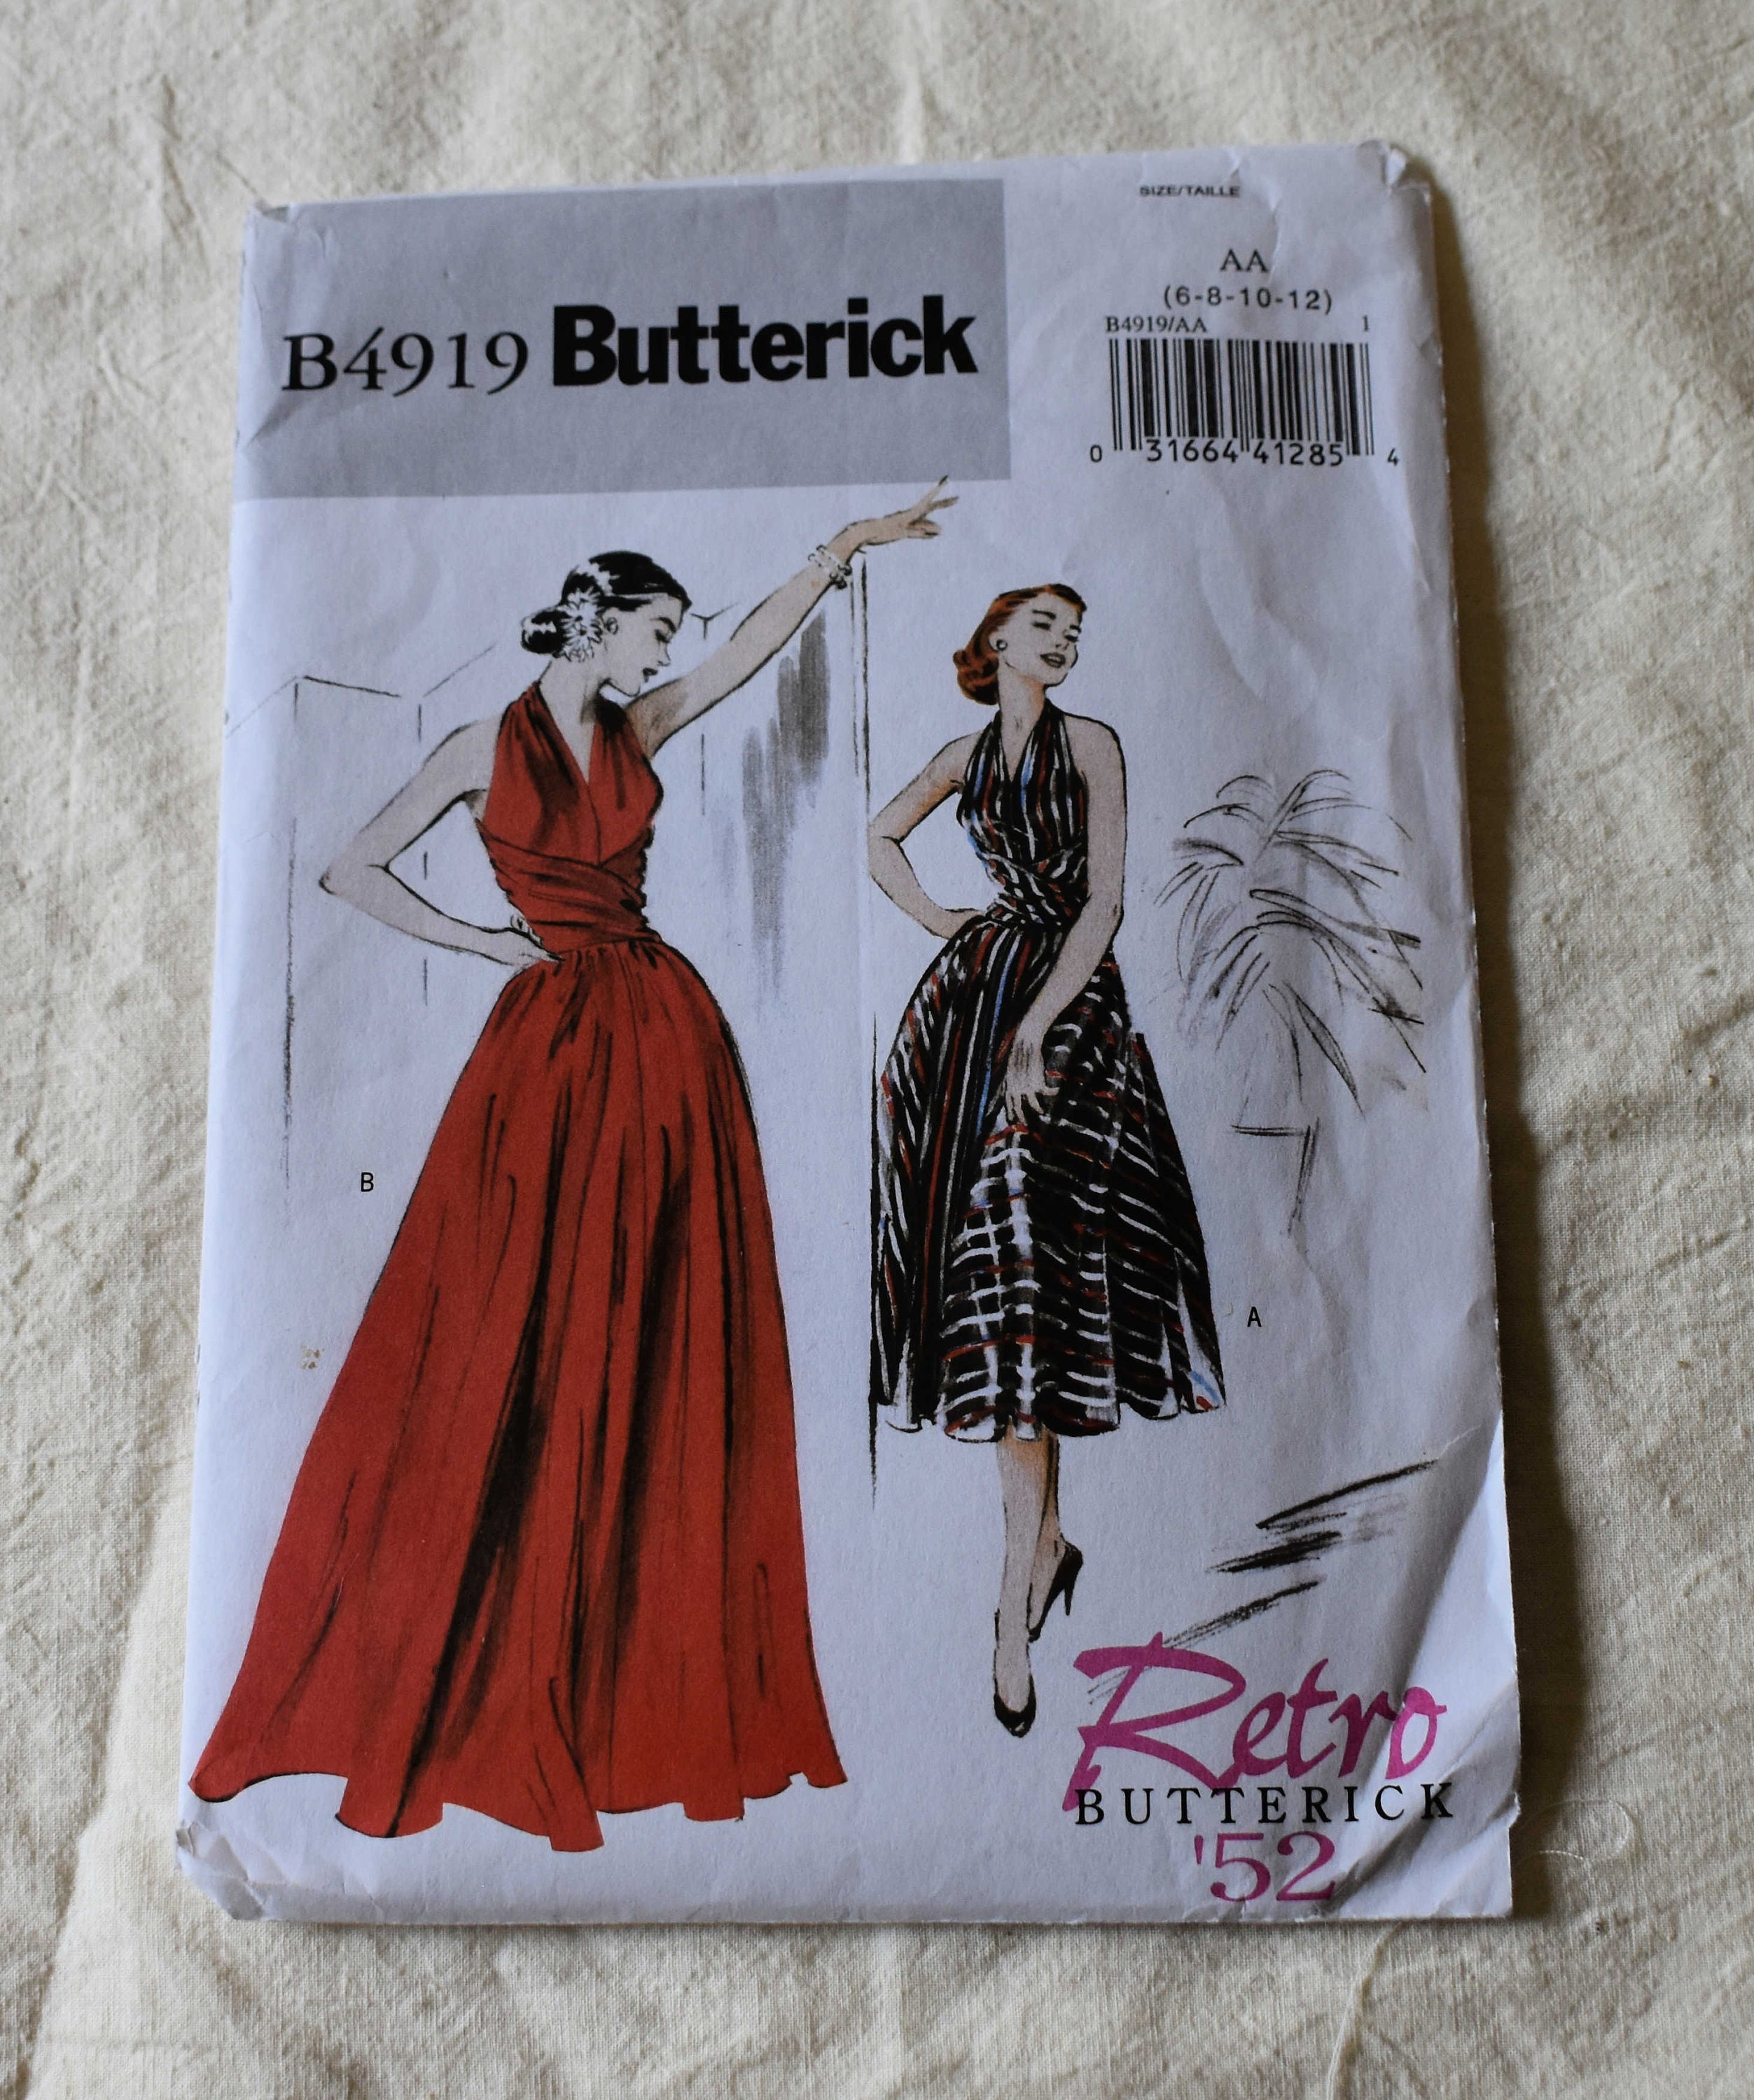 B4919 Butterick
SIZE/TAILLE
AA
(6-8-10-12)
B4919/AA 1
0 31664 41285 4
B
A
Retro
BUTTERICK
'52